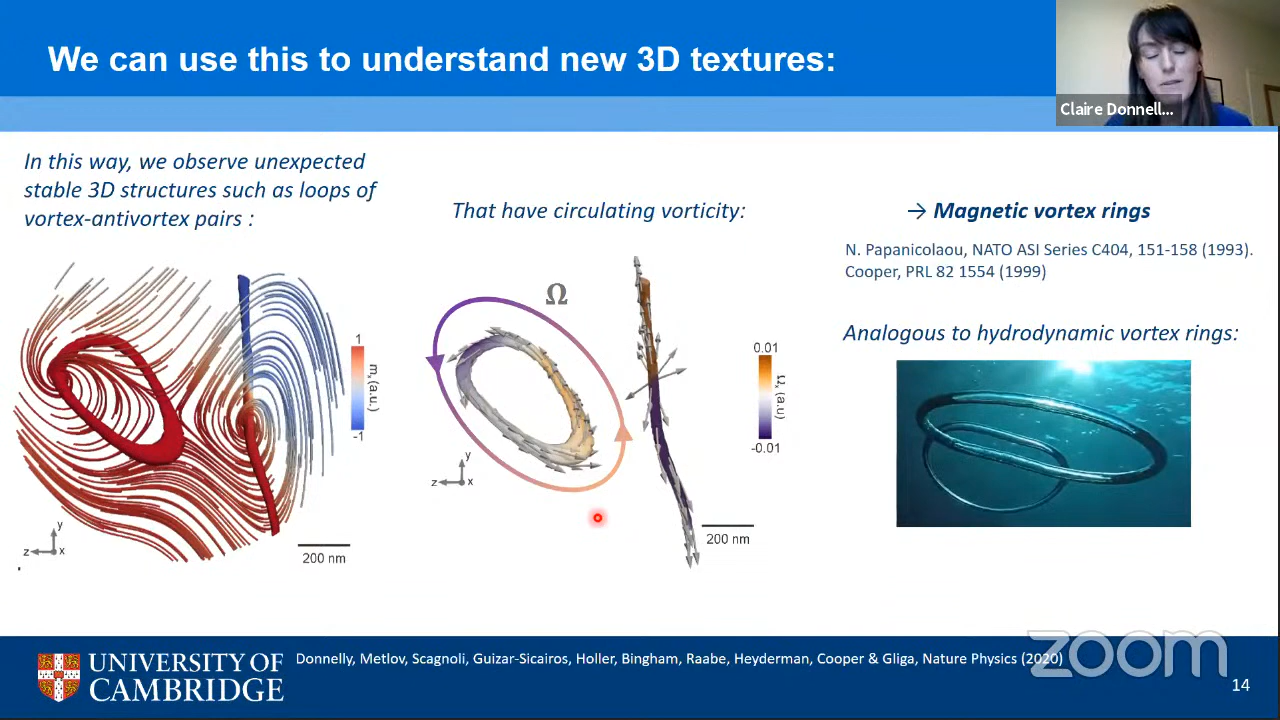 We can use this to understand new 3D textures:
Claire Donnell...
In this way, we observe unexpected
stable 3D structures such as loops of
vortex-antivortex pairs :
That have circulating vorticity:
→ Magnetic vortex rings
N. Papanicolaou, NATO ASI Series C404, 151-158 (1993).
Cooper, PRL 82 1554 (1999)
Analogous to hydrodynamic vortex rings:
1
mₓ(a.u.)
-1
y
z
x
200 nm
Ω
y
z
x
0.01
(a.u)
-0.01
200 nm
UNIVERSITY OF
CAMBRIDGE
Donnelly, Metlov, Scagnoli, Guizar-Sicairos, Holler, Bingham, Raabe, Heyderman, Cooper & Gliga, Nature Physics (2020)
zoom
14